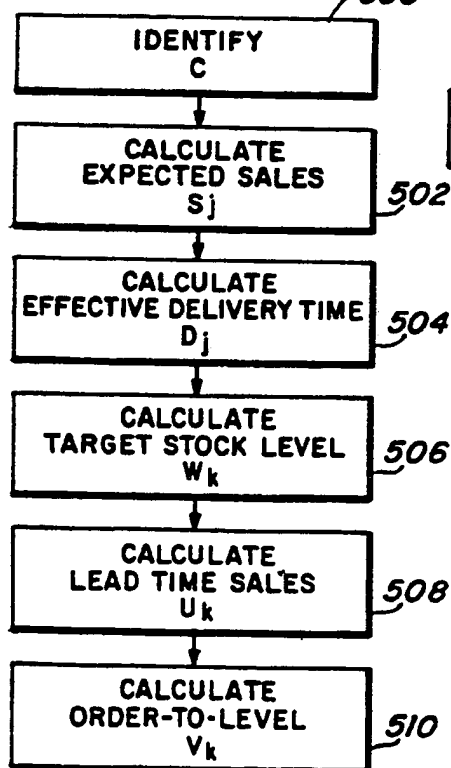 IDENTIFY
C
CALCULATE
EXPECTED SALES
Sj
502
CALCULATE
EFFECTIVE DELIVERY TIME
Dj
504
CALCULATE
TARGET STOCK LEVEL
Wk
506
CALCULATE
LEAD TIME SALES
Uk
508
CALCULATE
ORDER-TO-LEVEL
Vk
510